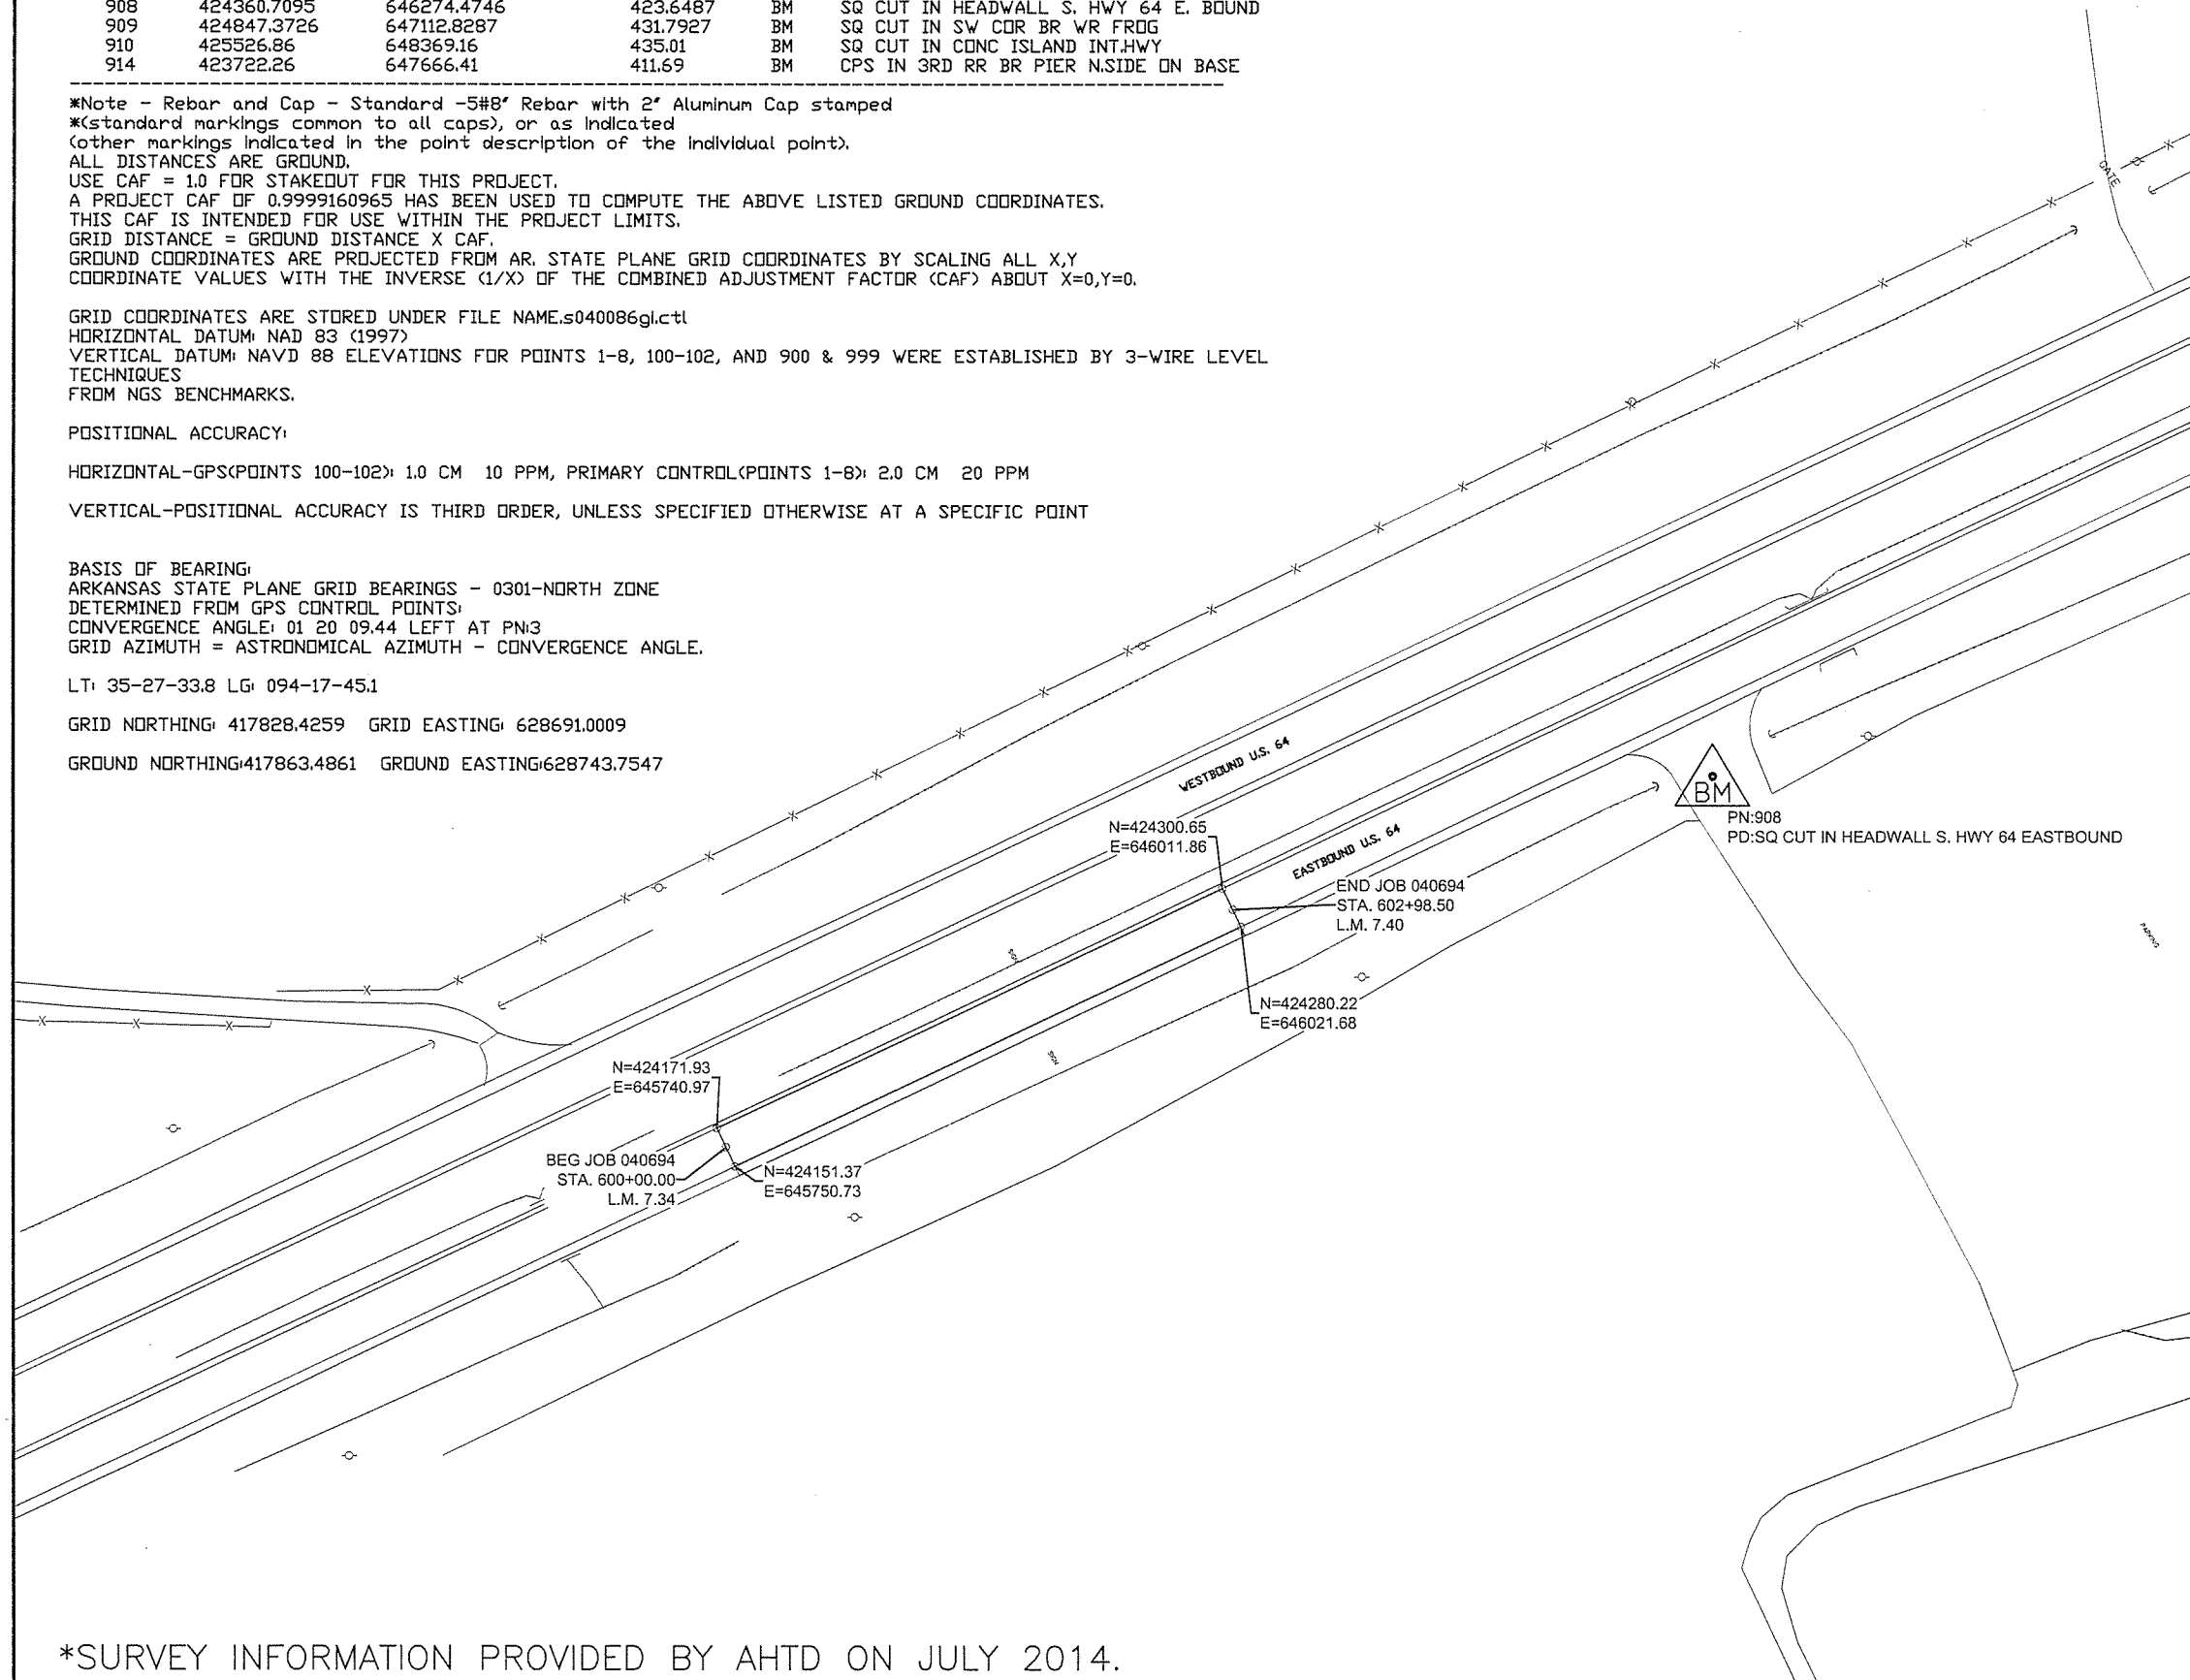 908 424360.7095 646274.4746 423.6487 BM SQ CUT IN HEADWALL S. HWY 64 E. BOUND
909 424847.3726 647112.8287 431.7927 BM SQ CUT IN SW COR BR WR FROG
910 425526.86 648369.16 435.01 BM SQ CUT IN CONC ISLAND INT.HWY
914 423722.26 647666.41 411.69 BM CPS IN 3RD RR BR PIER N.SIDE ON BASE
*Note - Rebar and Cap - Standard -5#8" Rebar with 2" Aluminum Cap stamped
*(standard markings common to all caps), or as indicated
(other markings indicated in the point description of the individual point).
ALL DISTANCES ARE GROUND.
USE CAF = 1.0 FOR STAKEOUT FOR THIS PROJECT.
A PROJECT CAF OF 0.9999160965 HAS BEEN USED TO COMPUTE THE ABOVE LISTED GROUND COORDINATES.
THIS CAF IS INTENDED FOR USE WITHIN THE PROJECT LIMITS.
GRID DISTANCE = GROUND DISTANCE X CAF.
GROUND COORDINATES ARE PROJECTED FROM AR. STATE PLANE GRID COORDINATES BY SCALING ALL X,Y
COORDINATE VALUES WITH THE INVERSE (1/X) OF THE COMBINED ADJUSTMENT FACTOR (CAF) ABOUT X=0,Y=0.
GRID COORDINATES ARE STORED UNDER FILE NAME.s040086gi.ctl
HORIZONTAL DATUM: NAD 83 (1997)
VERTICAL DATUM: NAVD 88 ELEVATIONS FOR POINTS 1-8, 100-102, AND 900 & 999 WERE ESTABLISHED BY 3-WIRE LEVEL
TECHNIQUES
FROM NGS BENCHMARKS.
POSITIONAL ACCURACY:
HORIZONTAL-GPS(POINTS 100-102): 1.0 CM 10 PPM, PRIMARY CONTROL(POINTS 1-8): 2.0 CM 20 PPM
VERTICAL-POSITIONAL ACCURACY IS THIRD ORDER, UNLESS SPECIFIED OTHERWISE AT A SPECIFIC POINT
BASIS OF BEARING:
ARKANSAS STATE PLANE GRID BEARINGS - 0301-NORTH ZONE
DETERMINED FROM GPS CONTROL POINTS:
CONVERGENCE ANGLE: 01 20 09.44 LEFT AT PN:3
GRID AZIMUTH = ASTRONOMICAL AZIMUTH - CONVERGENCE ANGLE.
LT: 35-27-33.8 LG: 094-17-45.1
GRID NORTHING: 417828.4259 GRID EASTING: 628691.0009
GROUND NORTHING:417863.4861 GROUND EASTING:628743.7547
GATE
WESTBOUND U.S. 64
EASTBOUND U.S. 64
BM
PN:908
PD:SQ CUT IN HEADWALL S. HWY 64 EASTBOUND
N=424300.65
E=646011.86
END JOB 040694
STA. 602+98.50
L.M. 7.40
PARKING
SIGN
N=424280.22
E=646021.68
SIGN
N=424171.93
E=645740.97
BEG JOB 040694
STA. 600+00.00
L.M. 7.34
N=424151.37
E=645750.73
*SURVEY INFORMATION PROVIDED BY AHTD ON JULY 2014.